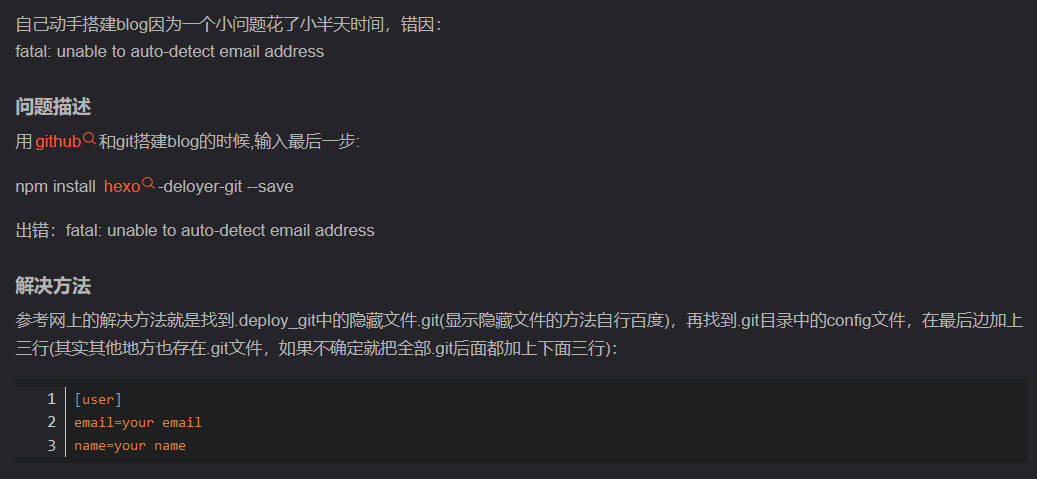 自己动手搭建blog因为一个小问题花了小半天时间，错因：
fatal: unable to auto-detect email address
问题描述
用github和git搭建blog的时候,输入最后一步:
npm install hexo-deloyer-git --save
出错：fatal: unable to auto-detect email address
解决方法
参考网上的解决方法就是找到.deploy_git中的隐藏文件.git(显示隐藏文件的方法自行百度)，再找到.git目录中的config文件，在最后边加上
三行(其实其他地方也存在.git文件，如果不确定就把全部.git后面都加上下面三行)：
1 [user]
2 email=your email
3 name=your name